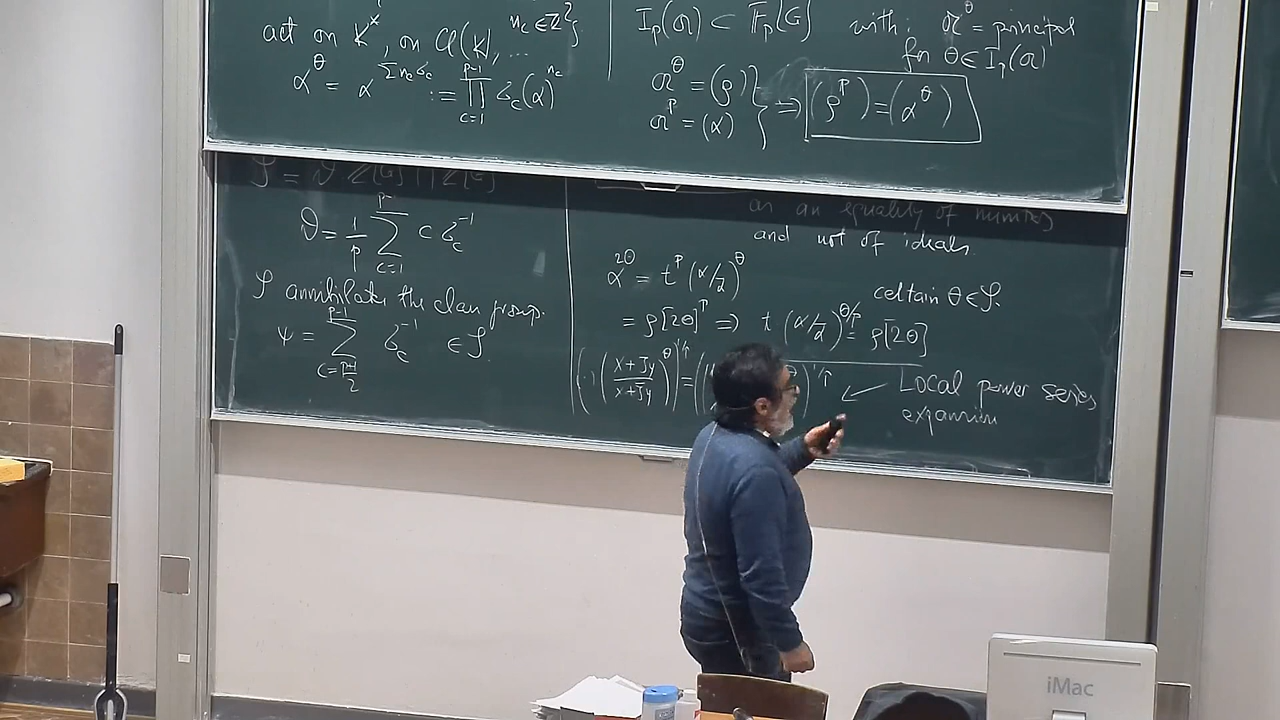 act on K^×, on Cl(K), ...
n_c ∈ Z}
α^θ = α^{Σ n_c σ_c} := ∏_{c=1}^{p-1} σ_c(α)^{n_c}
I_p(𝔞) ⊂ F_p[G] with: 𝔞^θ = principal
for θ ∈ I_p(𝔞)
𝔞^θ = (ρ)
𝔞^p = (α)
} ⇒ (ρ^p) = (α^θ)
ϑ = 1/p ∑_{c=1}^{p-1} c σ_c^{-1}
𝒮 annihilates the class group.
ψ = ∑_{c=(p+1)/2}^{p-1} σ_c^{-1} ∈ 𝒮
as an equality of numbers
and not of ideals.
α^{2θ} = t^p (α/ᾱ)^θ
certain θ ∈ 𝒮.
= ρ[2θ]^p ⇒ t (α/ᾱ)^{θ/p} = ρ[2θ]
Local power series
expansion
iMac